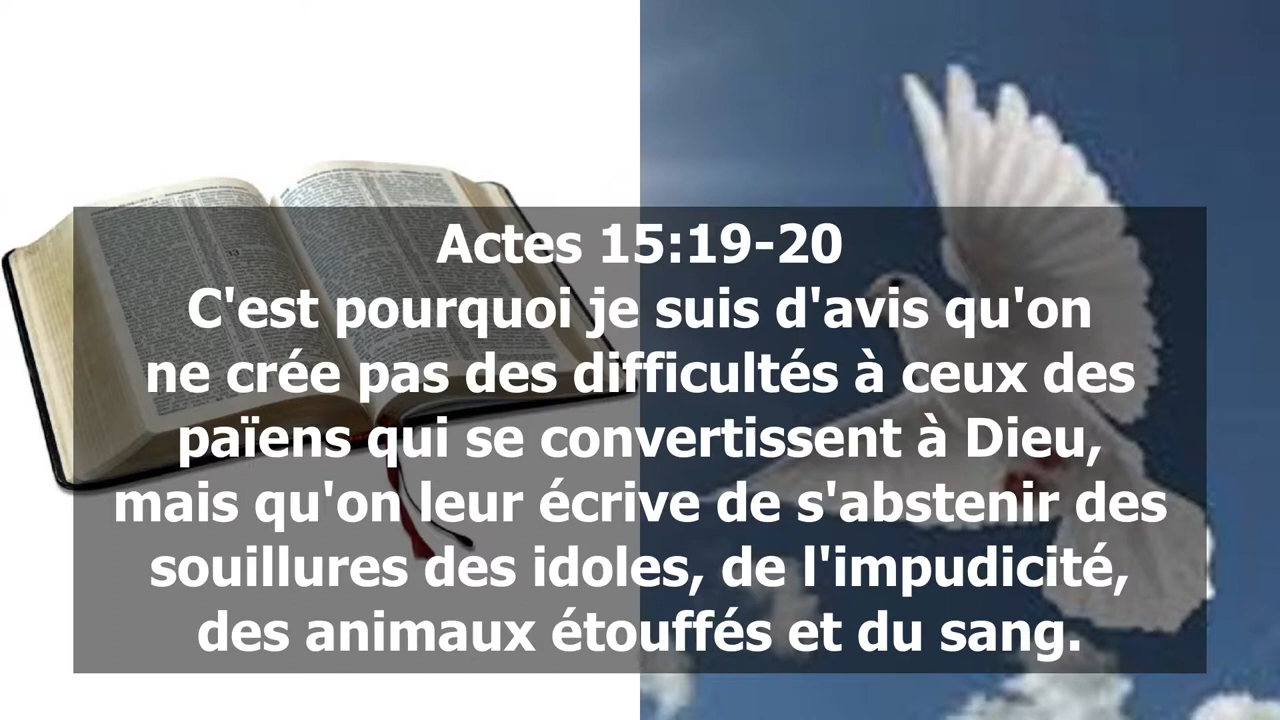 Actes 15:19-20
C'est pourquoi je suis d'avis qu'on
ne crée pas des difficultés à ceux des
païens qui se convertissent à Dieu,
mais qu'on leur écrive de s'abstenir des
souillures des idoles, de l'impudicité,
des animaux étouffés et du sang.